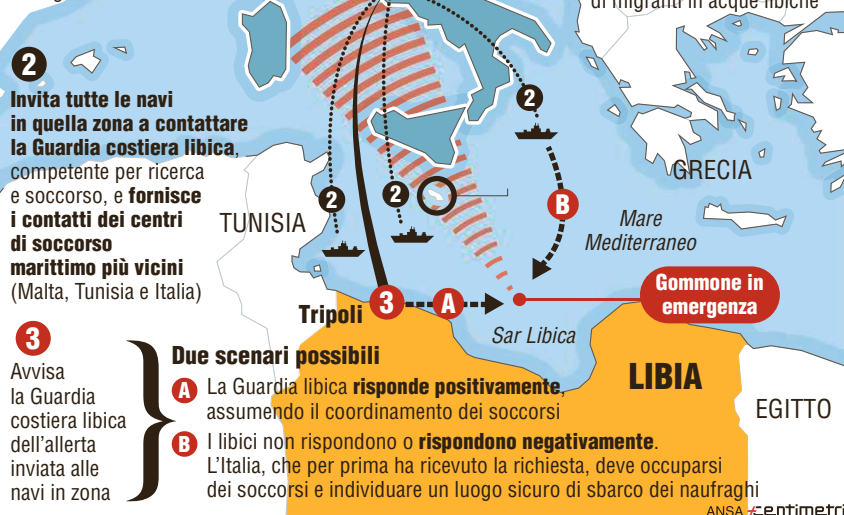 di migranti in acque libiche
2
Invita tutte le navi
in quella zona a contattare
la Guardia costiera libica,
competente per ricerca
e soccorso, e fornisce
i contatti dei centri
di soccorso
marittimo più vicini
(Malta, Tunisia e Italia)
2
2
2
B
GRECIA
TUNISIA
Mare
Mediterraneo
Gommone in
emergenza
Tripoli
3
A
Sar Libica
LIBIA
EGITTO
3
Avvisa
la Guardia
costiera libica
dell'allerta
inviata alle
navi in zona
Due scenari possibili
A La Guardia libica risponde positivamente,
assumendo il coordinamento dei soccorsi
B I libici non rispondono o rispondono negativamente.
L'Italia, che per prima ha ricevuto la richiesta, deve occuparsi
dei soccorsi e individuare un luogo sicuro di sbarco dei naufraghi
ANSA centimetri